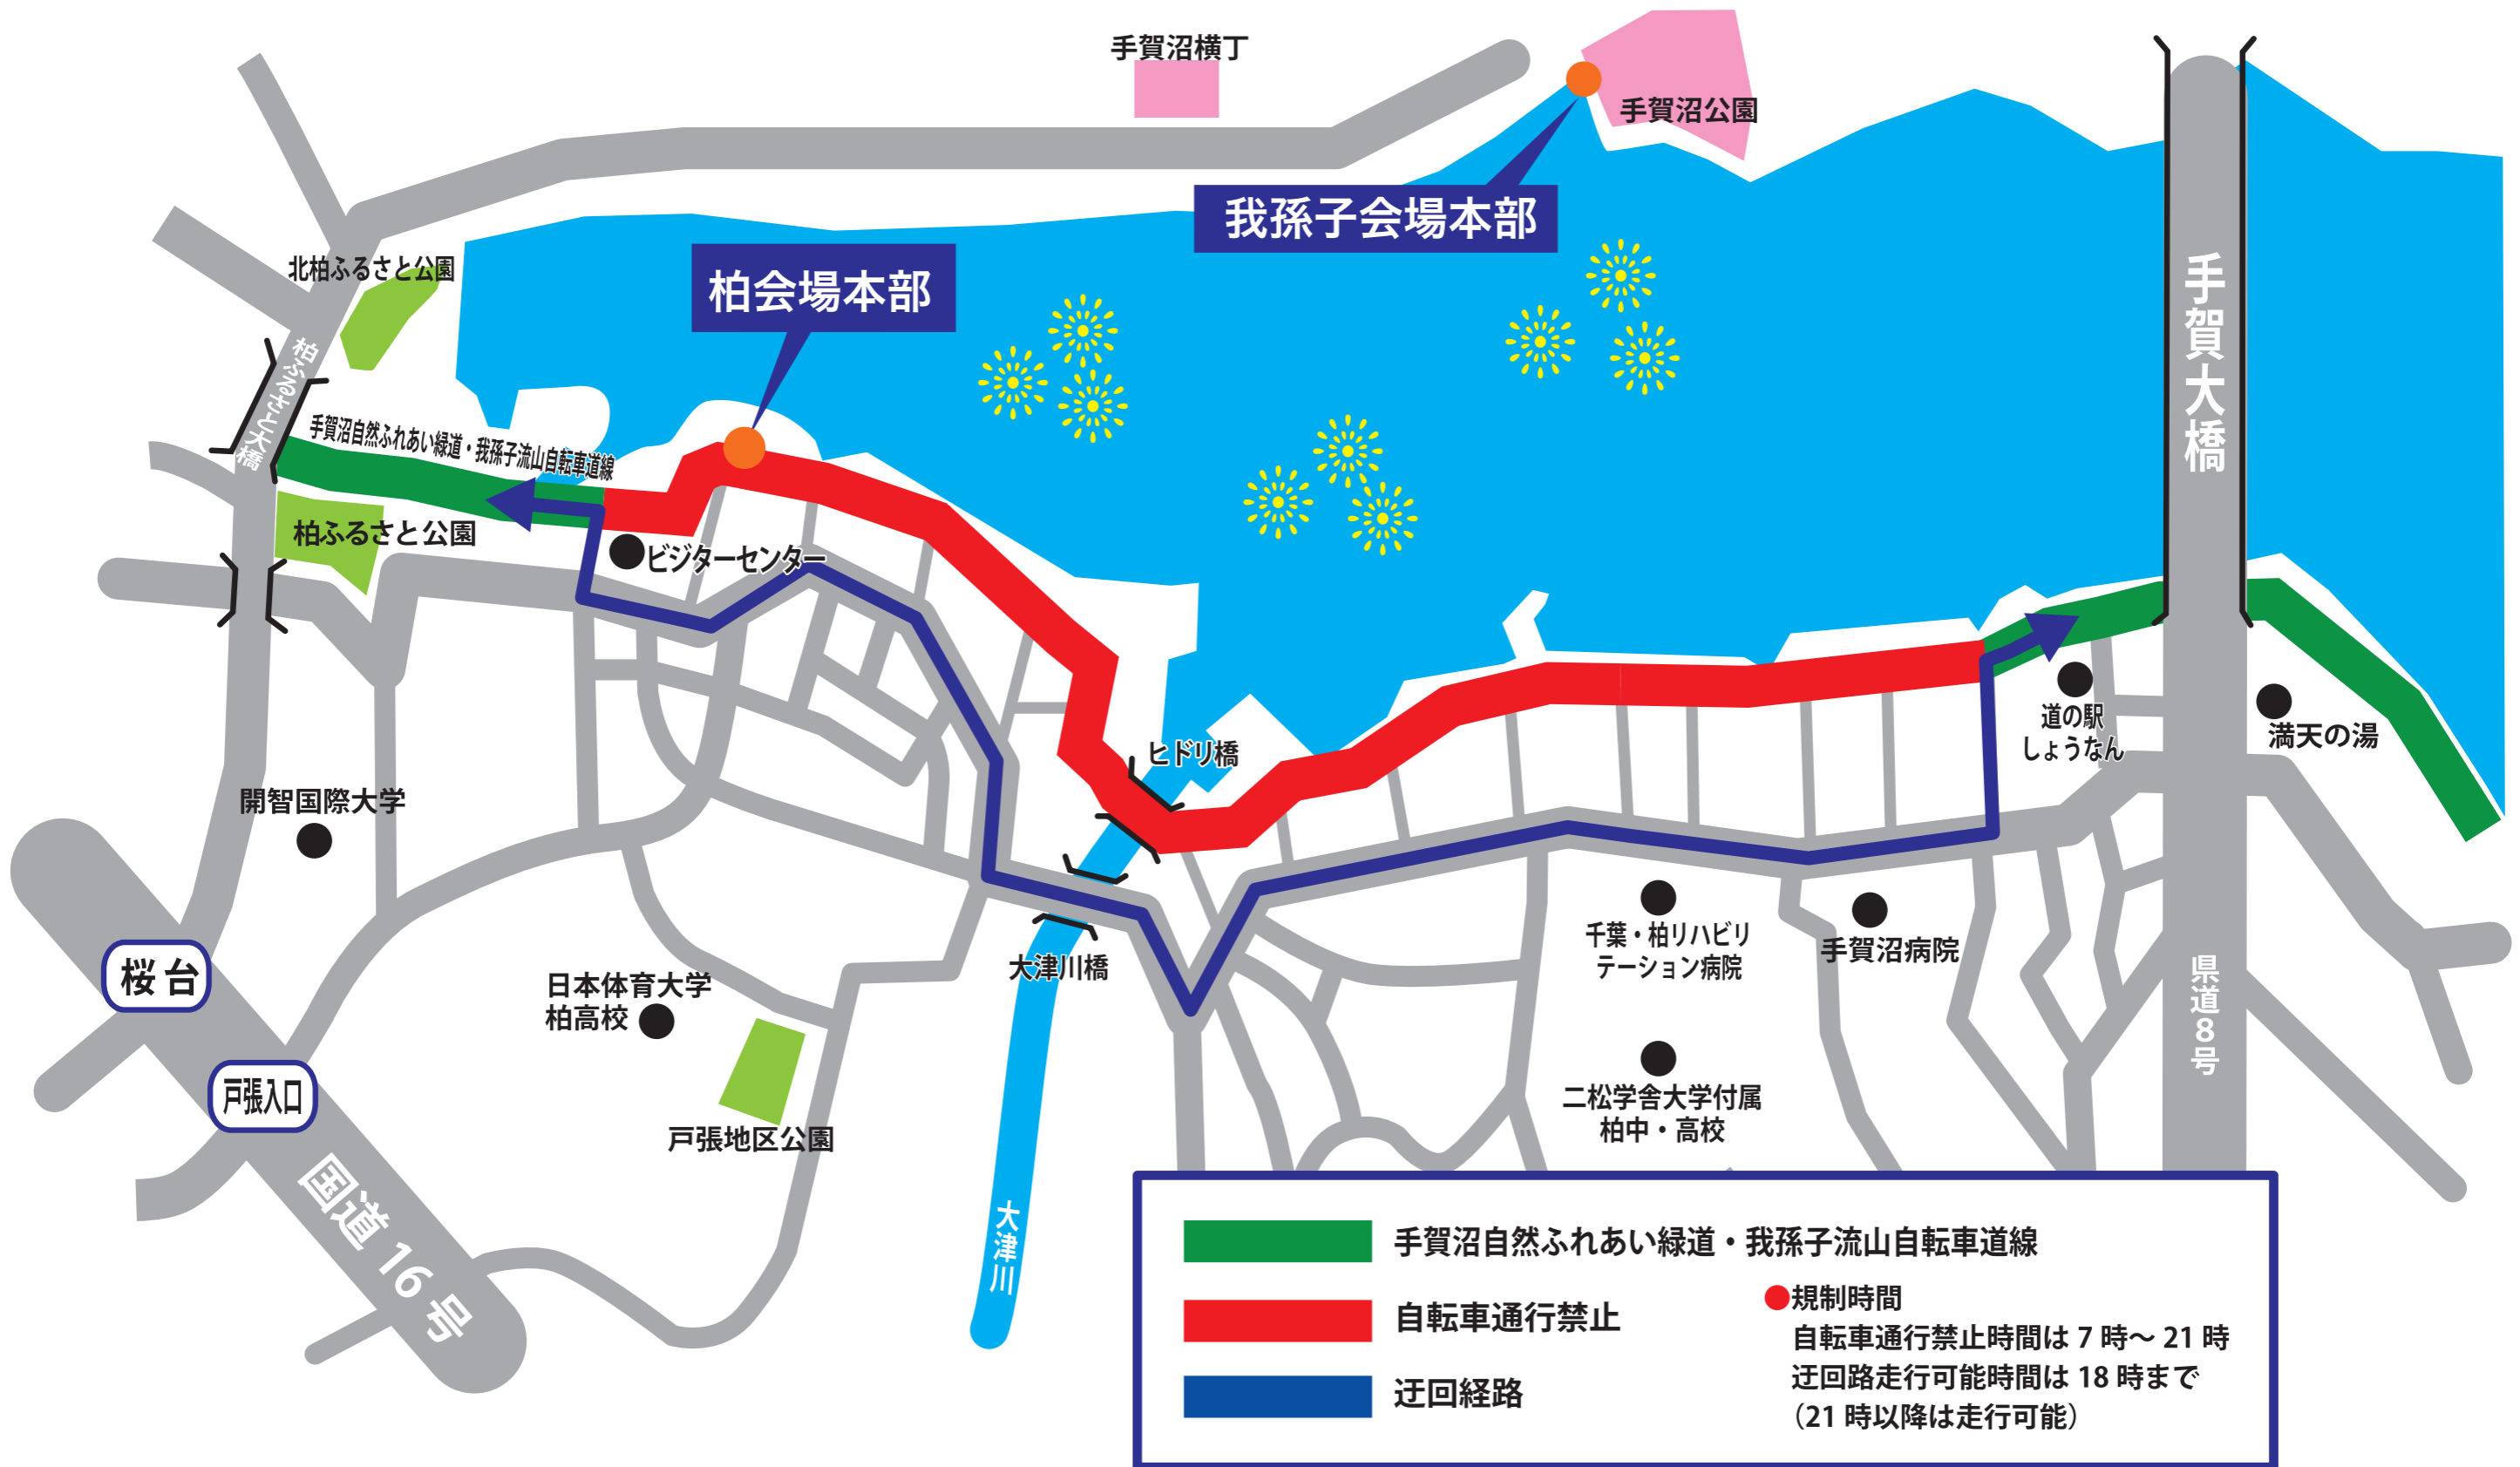 手賀沼横丁
手賀沼公園
我孫子会場本部
柏会場本部
北柏ふるさと公園
柏ふるさと大橋
手賀大橋
手賀沼自然ふれあい緑道・我孫子流山自転車道線
柏ふるさと公園
ビジターセンター
ヒドリ橋
道の駅
しょうなん
満天の湯
開智国際大学
千葉・柏リハビリ
テーション病院
手賀沼病院
桜台
日本体育大学
柏高校
大津川橋
県道8号
戸張入口
二松学舎大学付属
柏中・高校
戸張地区公園
国道16号
大津川
手賀沼自然ふれあい緑道・我孫子流山自転車道線
自転車通行禁止
迂回経路
●規制時間
自転車通行禁止時間は 7 時～ 21 時
迂回路走行可能時間は 18 時まで
（21 時以降は走行可能）